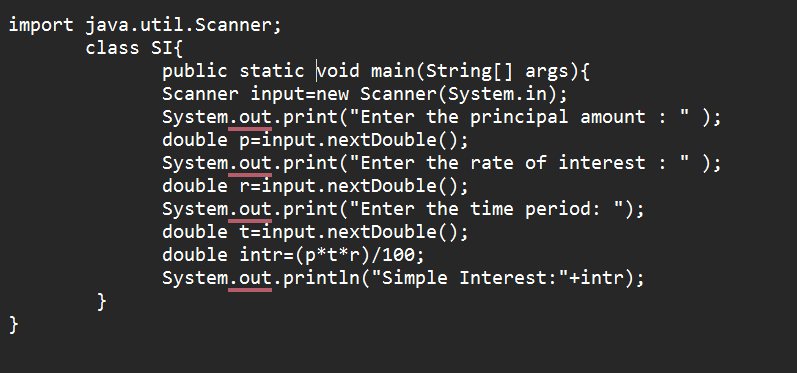 import java.util.Scanner;
class SI{
public static void main(String[] args){
Scanner input=new Scanner(System.in);
System.out.print("Enter the principal amount : " );
double p=input.nextDouble();
System.out.print("Enter the rate of interest : " );
double r=input.nextDouble();
System.out.print("Enter the time period: ");
double t=input.nextDouble();
double intr=(p*t*r)/100;
System.out.println("Simple Interest:"+intr);
}
}